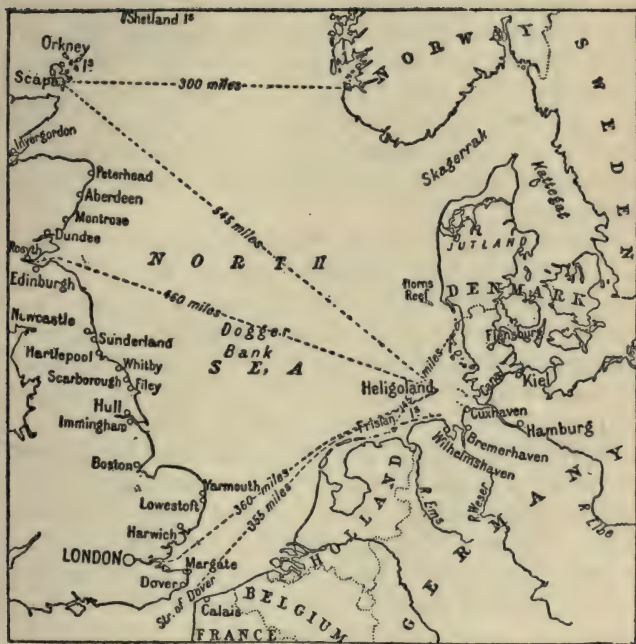 Shetland Is
Orkney
Is.
Scapa
300 miles
NORWAY
SWEDEN
Invergordon
Peterhead
Aberdeen
Montrose
Dundee
Rosyth
Edinburgh
545 miles
Skagerrak
Kattegat
JUTLAND
NORTH
SEA
Horns
Reef
DENMARK
460 miles
Dogger
Bank
Newcastle
Sunderland
Hartlepool
Whitby
Scarborough
Filey
Flensburg
Heligoland
Canal
Kiel
Hull
Immingham
Frisian
Is
Cuxhaven
Hamburg
Bremerhaven
Wilhelmshaven
Boston
Yarmouth
Lowestoft
Harwich
360 miles
355 miles
HOLLAND
R. Ems
R. Weser
R. Elbe
GERMANY
LONDON
Margate
Dover
Str. of Dover
Calais
BELGIUM
FRANCE